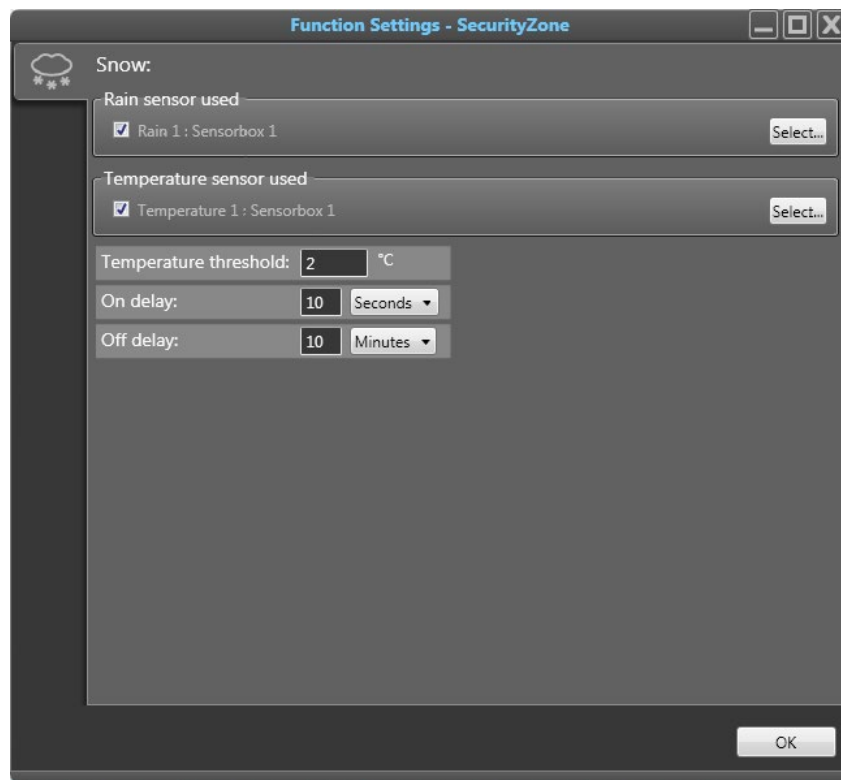 Function Settings - SecurityZone
Snow:
Rain sensor used
Rain 1 : Sensorbox 1
Select...
Temperature sensor used
Temperature 1 : Sensorbox 1
Select...
Temperature threshold: 2 °C
On delay: 10 Seconds
Off delay: 10 Minutes
OK